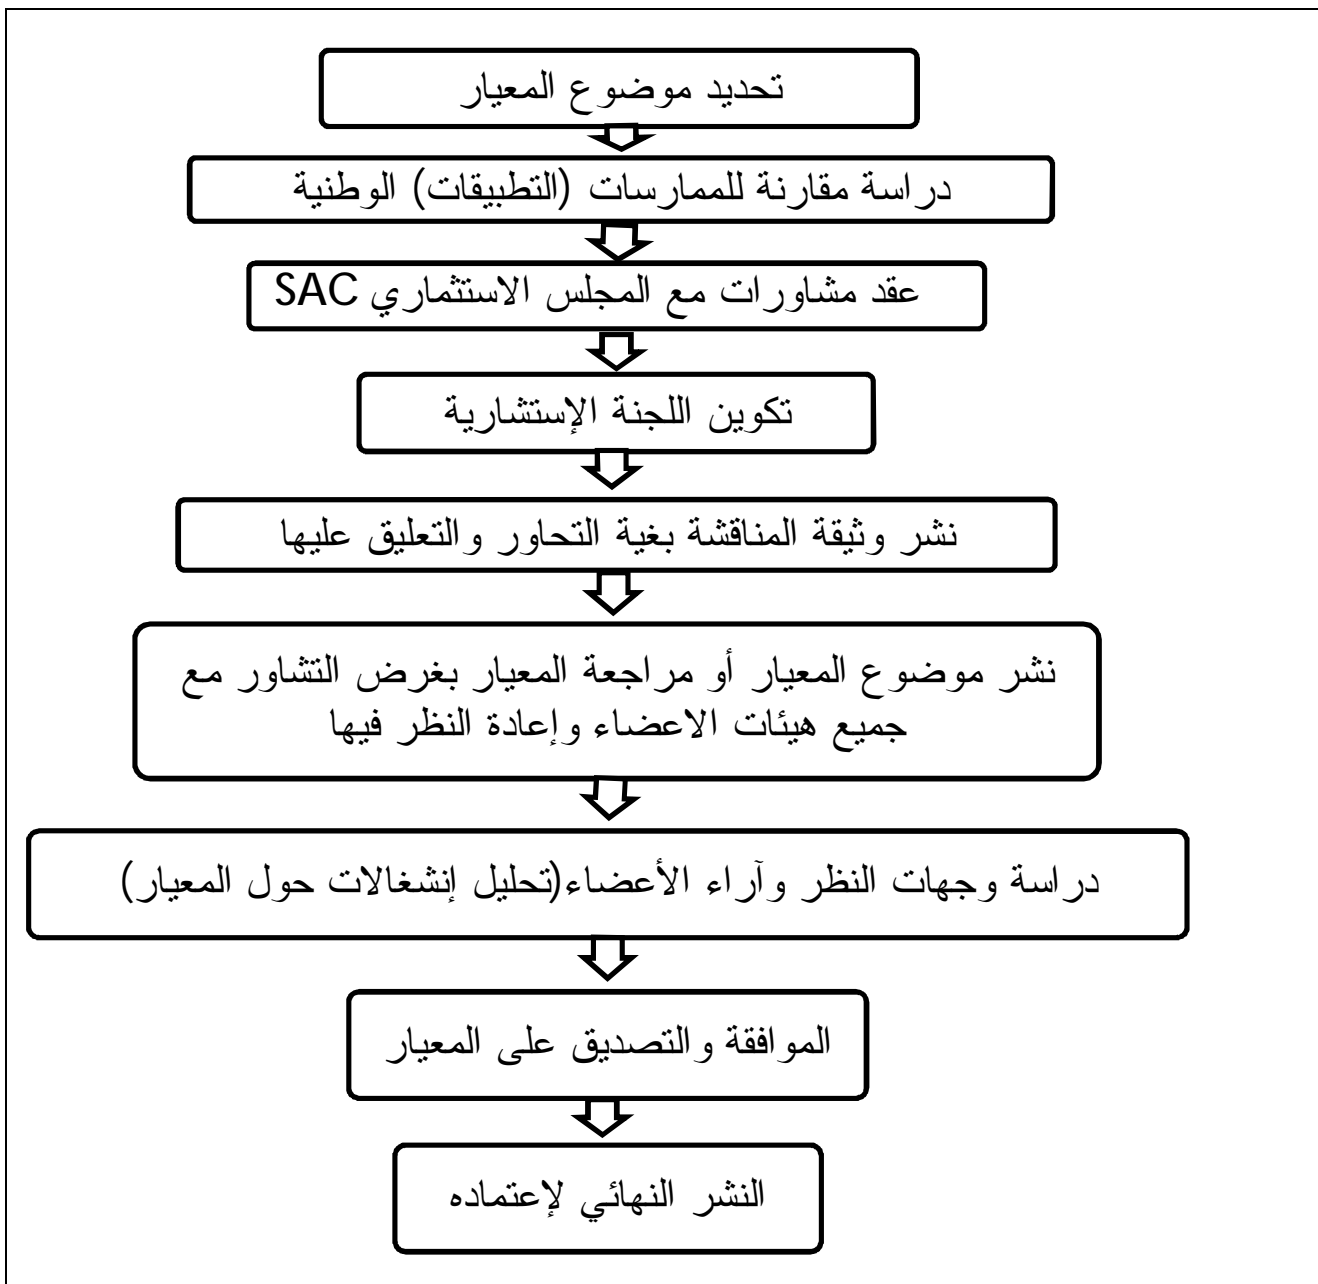 تحديد موضوع المعيار
دراسة مقارنة للممارسات (التطبيقات) الوطنية
عقد مشاورات مع المجلس الاستثماري SAC
تكوين اللجنة الإستشارية
نشر وثيقة المناقشة بغية التحاور والتعليق عليها
نشر موضوع المعيار أو مراجعة المعيار بغرض التشاور مع
جميع هيئات الاعضاء وإعادة النظر فيها
دراسة وجهات النظر وآراء الأعضاء(تحليل إنشغالات حول المعيار)
الموافقة والتصديق على المعيار
النشر النهائي لإعتماده